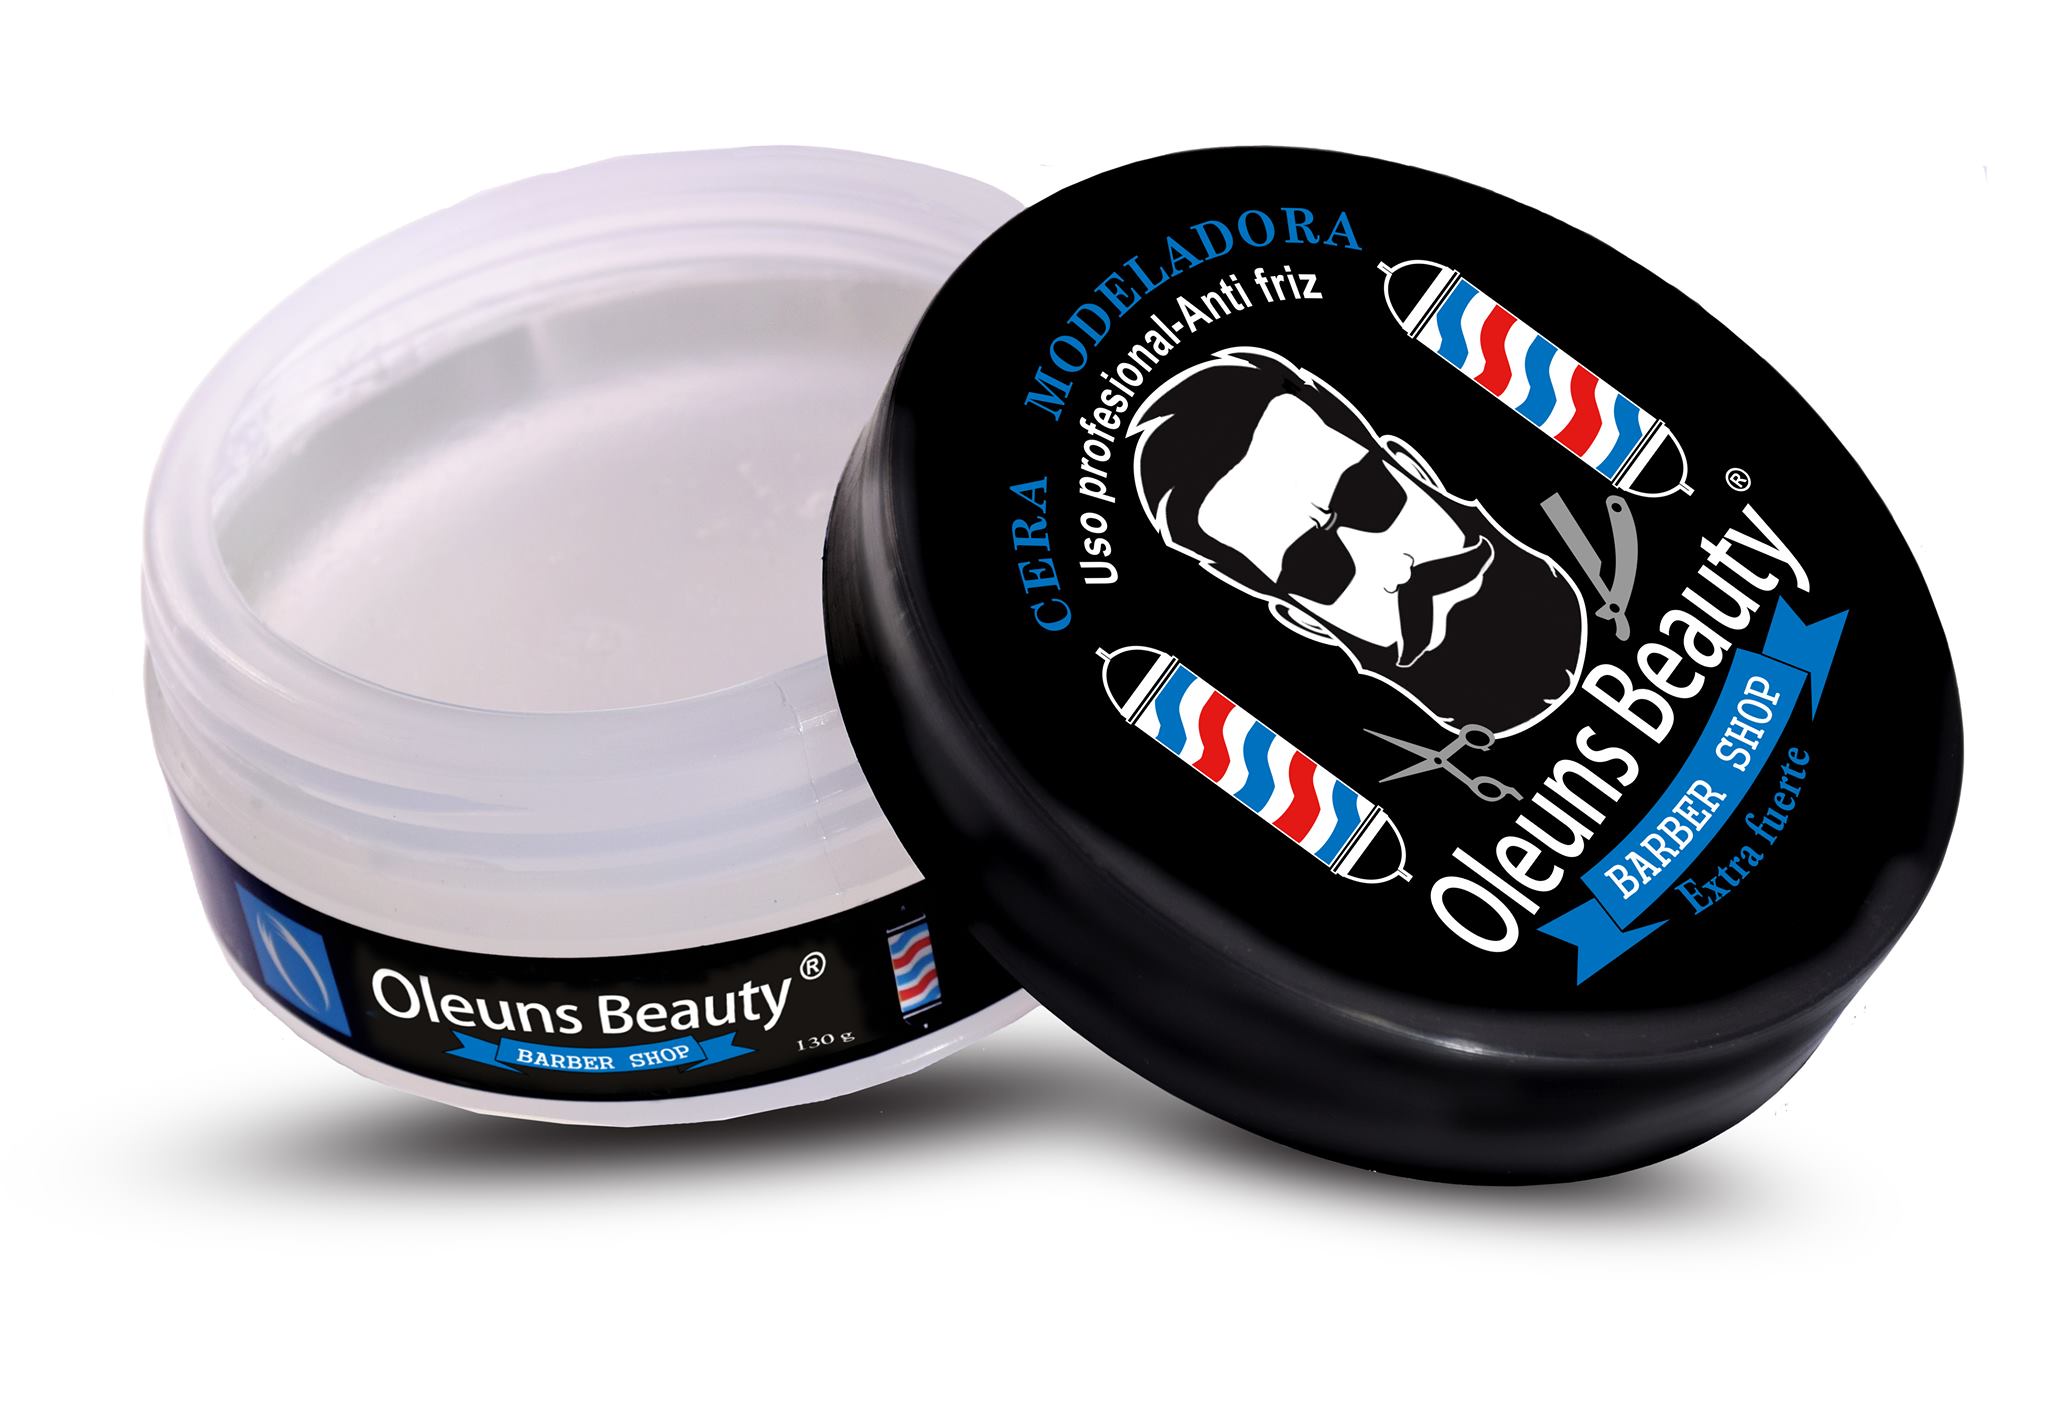 CERA MODELADORA
Uso profesional-Anti friz
Oleuns Beauty®
BARBER SHOP
Extra fuerte
Oleuns Beauty®
BARBER SHOP
130 g